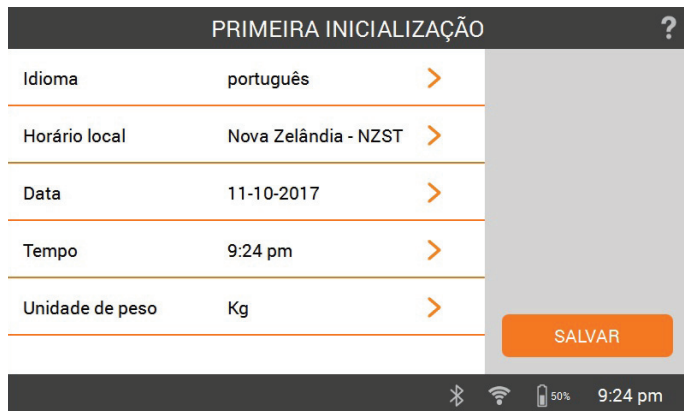 PRIMEIRA INICIALIZAÇÃO ?
Idioma português
Horário local Nova Zelândia - NZST
Data 11-10-2017
Tempo 9:24 pm
Unidade de peso Kg
SALVAR
50% 9:24 pm